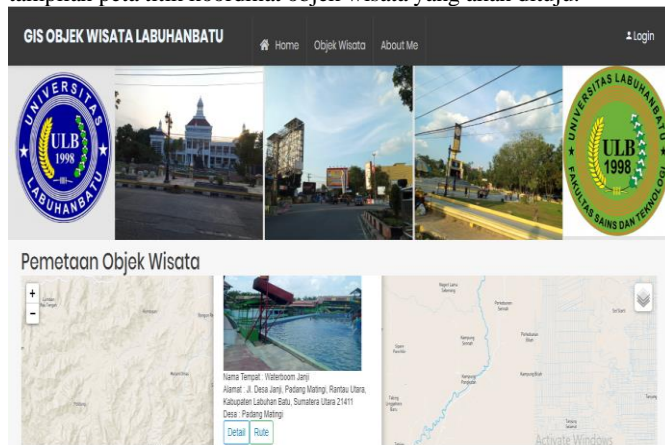 tampilan peta titik koordinat objek wisata yang akan dituju.
GIS OBJEK WISATA LABUHANBATU
Home
Objek Wisata
About Me
Login
UNIVERSITAS
ULB
1998
LABUHANBATU
UNIVERSITAS LABUHANBATU
ULB
1998
FAKULTAS SAINS DAN TEKNOLOGI
Pemetaan Objek Wisata
+
-
Nama Tempat : Waterboom Janji
Alamat : Jl. Desa Janji, Padang Matingi, Rantau Utara,
Kabupaten Labuhan Batu, Sumatera Utara 21411
Desa : Padang Matingi
Detail
Rute
Activate Windows